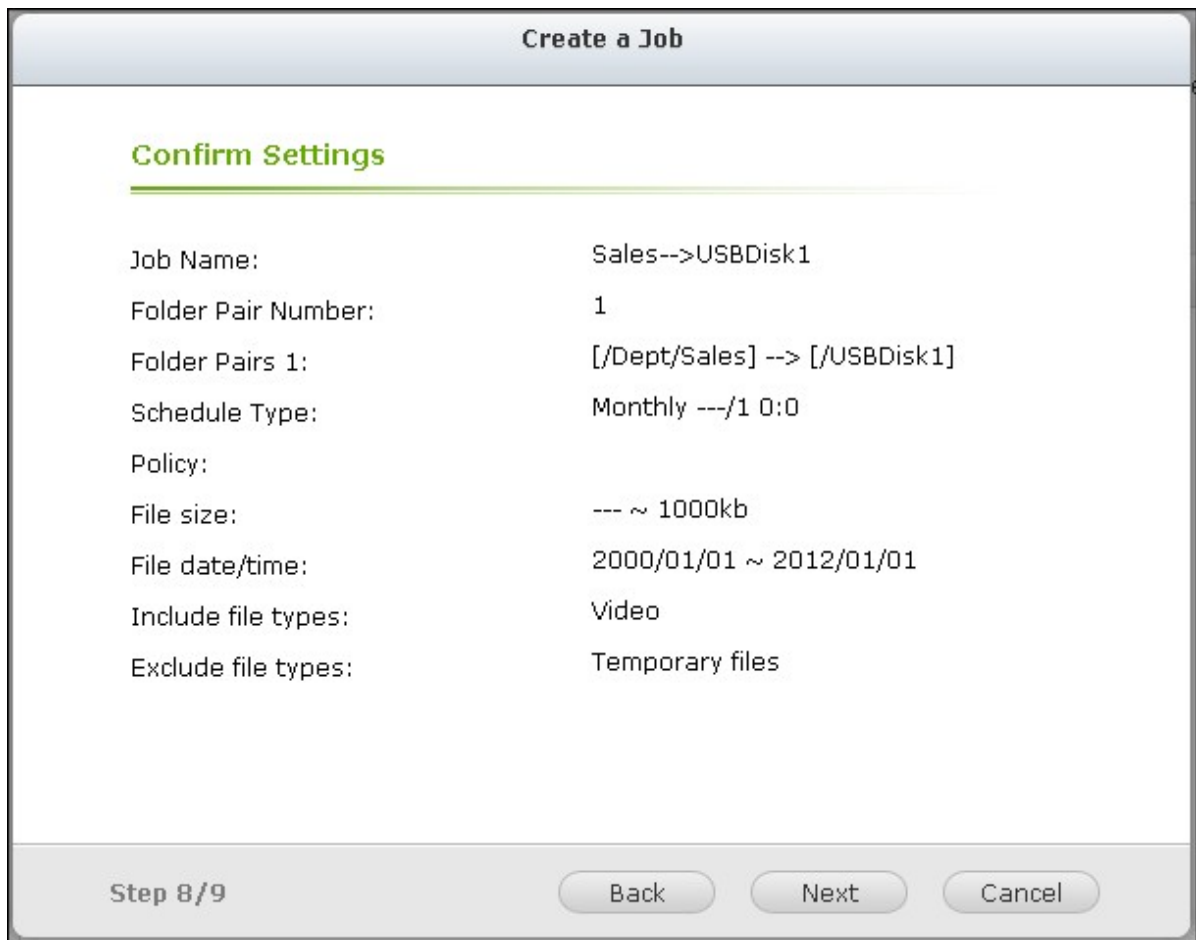 Create a Job
Confirm Settings
Job Name: Sales-->USBDisk1
Folder Pair Number: 1
Folder Pairs 1: [/Dept/Sales] --> [/USBDisk1]
Schedule Type: Monthly ---/1 0:0
Policy:
File size: --- ~ 1000kb
File date/time: 2000/01/01 ~ 2012/01/01
Include file types: Video
Exclude file types: Temporary files
Step 8/9 Back Next Cancel